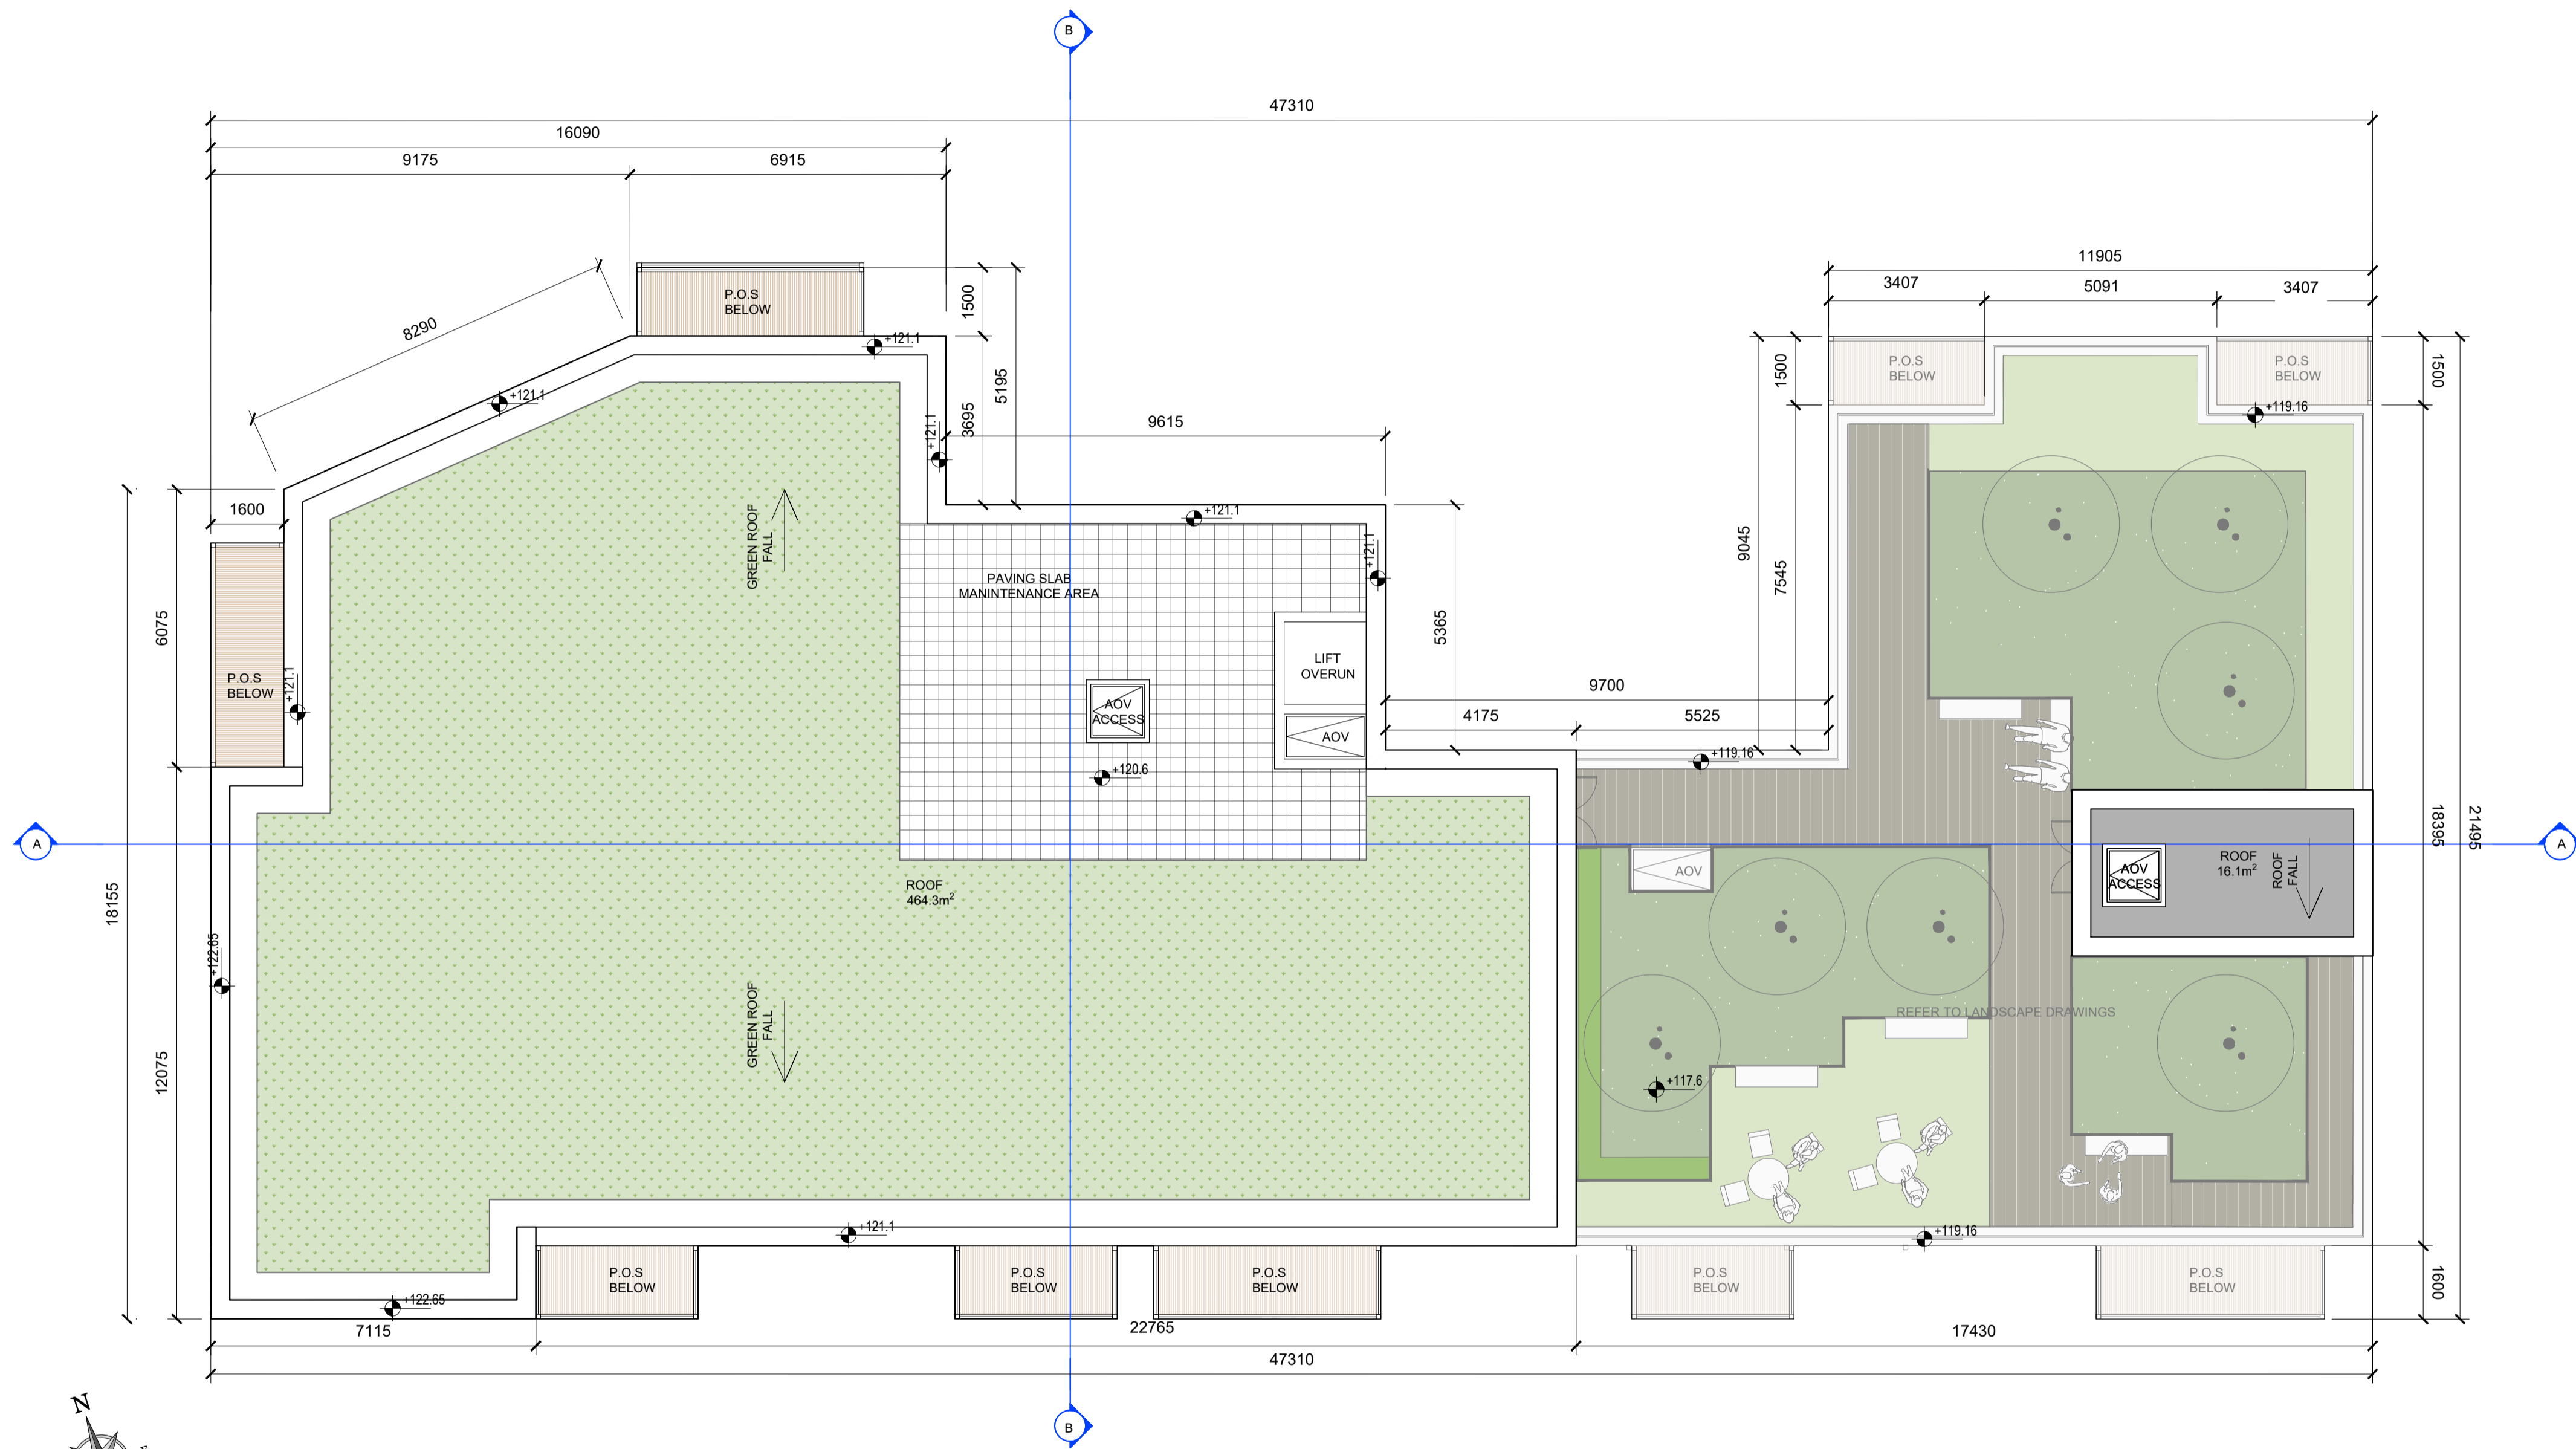 B
47310
16090
9175
6915
11905
3407
5091
3407
8290
P.O.S
BELOW
1500
5195
3695
+121.1
+121.1
+121.1
9615
1500
P.O.S
BELOW
P.O.S
BELOW
1500
+119.16
1600
GREEN ROOF
FALL
+121.1
+121.1
PAVING SLAB
MANINTENANCE AREA
9045
7545
5365
6075
P.O.S
BELOW
+121.1
LIFT
OVERUN
AOV
ACCESS
AOV
+120.6
9700
4175
5525
+119.16
A
18155
ROOF
464.3m²
AOV
AOV
ACCESS
ROOF
16.1m²
ROOF
FALL
18395
21495
A
+122.65
12075
GREEN ROOF
FALL
REFER TO LANDSCAPE DRAWINGS
+117.6
+121.1
+119.16
P.O.S
BELOW
P.O.S
BELOW
P.O.S
BELOW
P.O.S
BELOW
P.O.S
BELOW
1600
+122.65
7115
22765
17430
47310
N
B